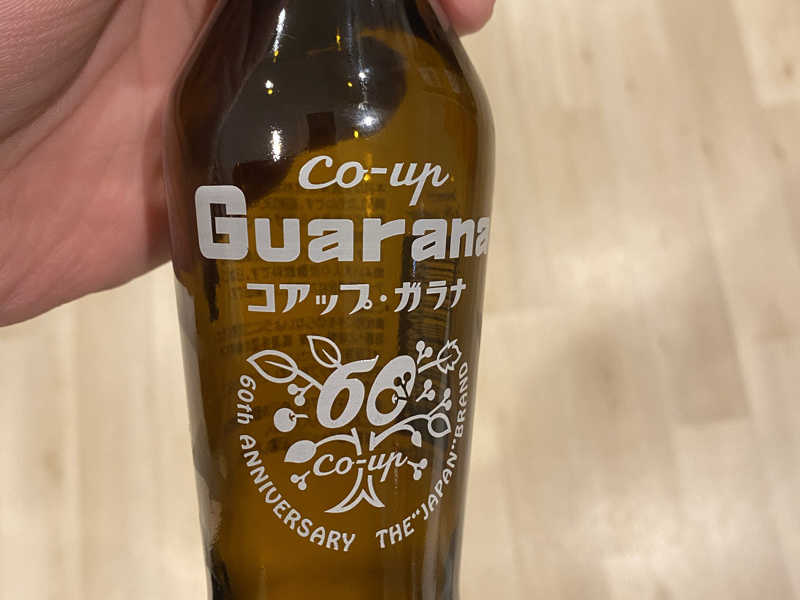 co-up
Guarana
コアップ・ガラナ
60
co-up
60th ANNIVERSARY THE "JAPAN" BRAND